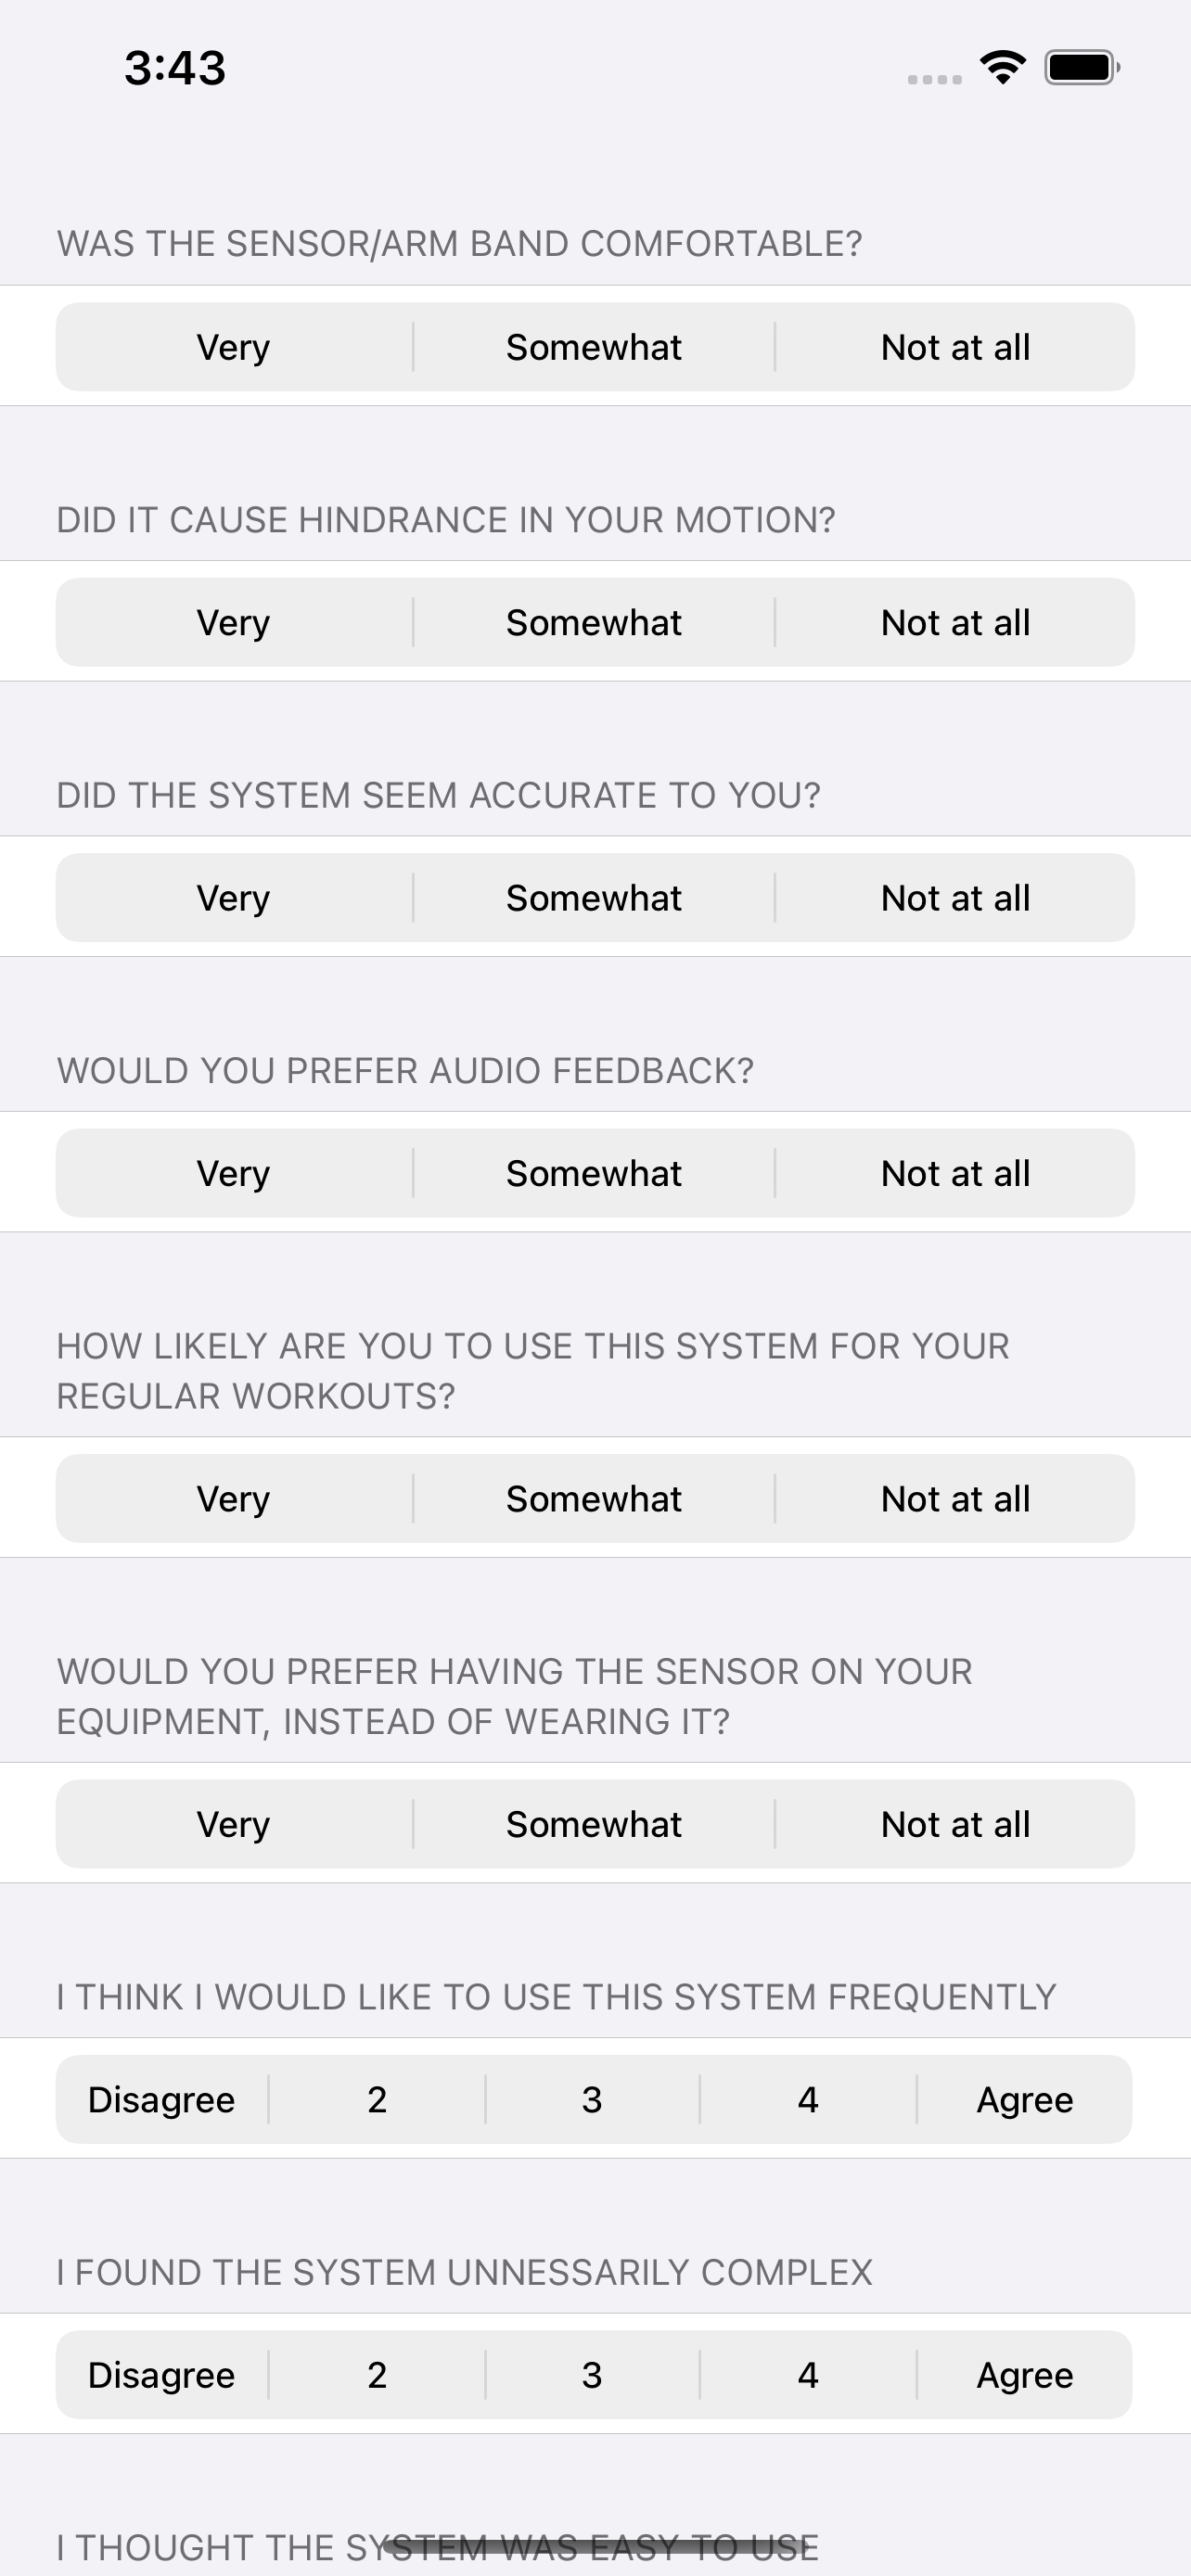 3:43
WAS THE SENSOR/ARM BAND COMFORTABLE?
Very Somewhat Not at all
DID IT CAUSE HINDRANCE IN YOUR MOTION?
Very Somewhat Not at all
DID THE SYSTEM SEEM ACCURATE TO YOU?
Very Somewhat Not at all
WOULD YOU PREFER AUDIO FEEDBACK?
Very Somewhat Not at all
HOW LIKELY ARE YOU TO USE THIS SYSTEM FOR YOUR
REGULAR WORKOUTS?
Very Somewhat Not at all
WOULD YOU PREFER HAVING THE SENSOR ON YOUR
EQUIPMENT, INSTEAD OF WEARING IT?
Very Somewhat Not at all
I THINK I WOULD LIKE TO USE THIS SYSTEM FREQUENTLY
Disagree 2 3 4 Agree
I FOUND THE SYSTEM UNNESSARILY COMPLEX
Disagree 2 3 4 Agree
I THOUGHT THE SYSTEM WAS EASY TO USE